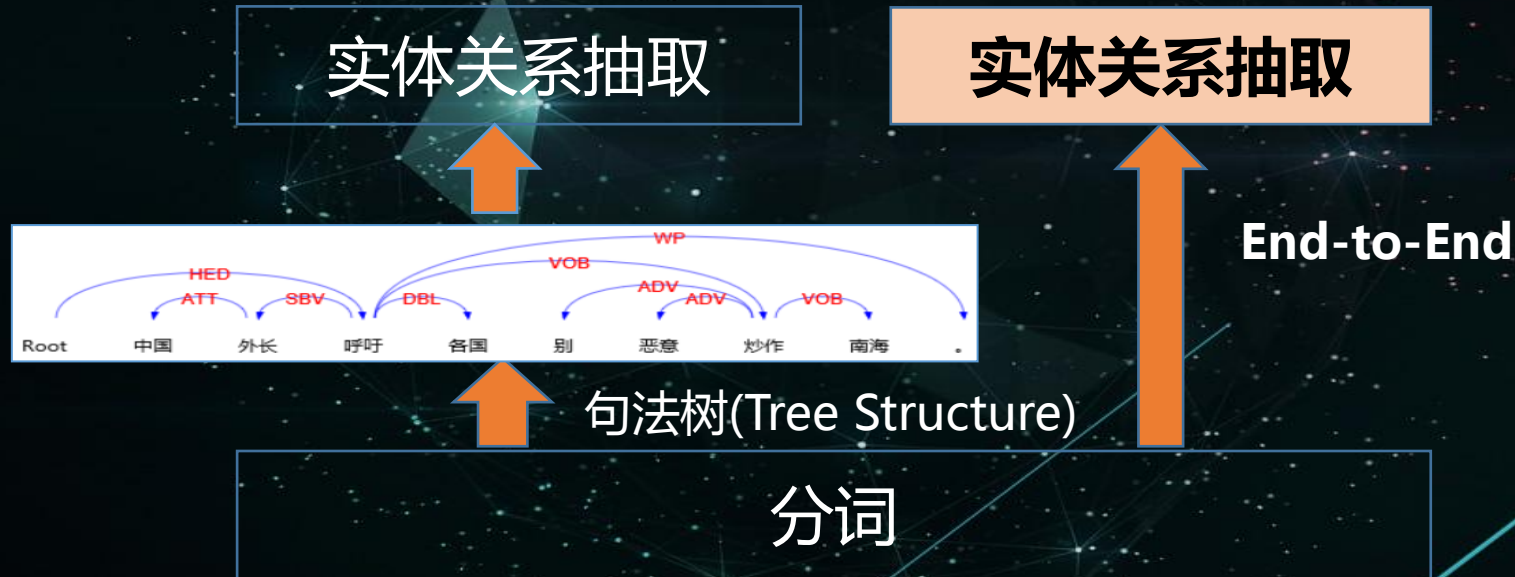 实体关系抽取
实体关系抽取
End-to-End
WP
HED
VOB
ATT SBV DBL ADV ADV VOB
Root 中国 外长 呼吁 各国 别 恶意 炒作 南海 。
句法树(Tree Structure)
分词